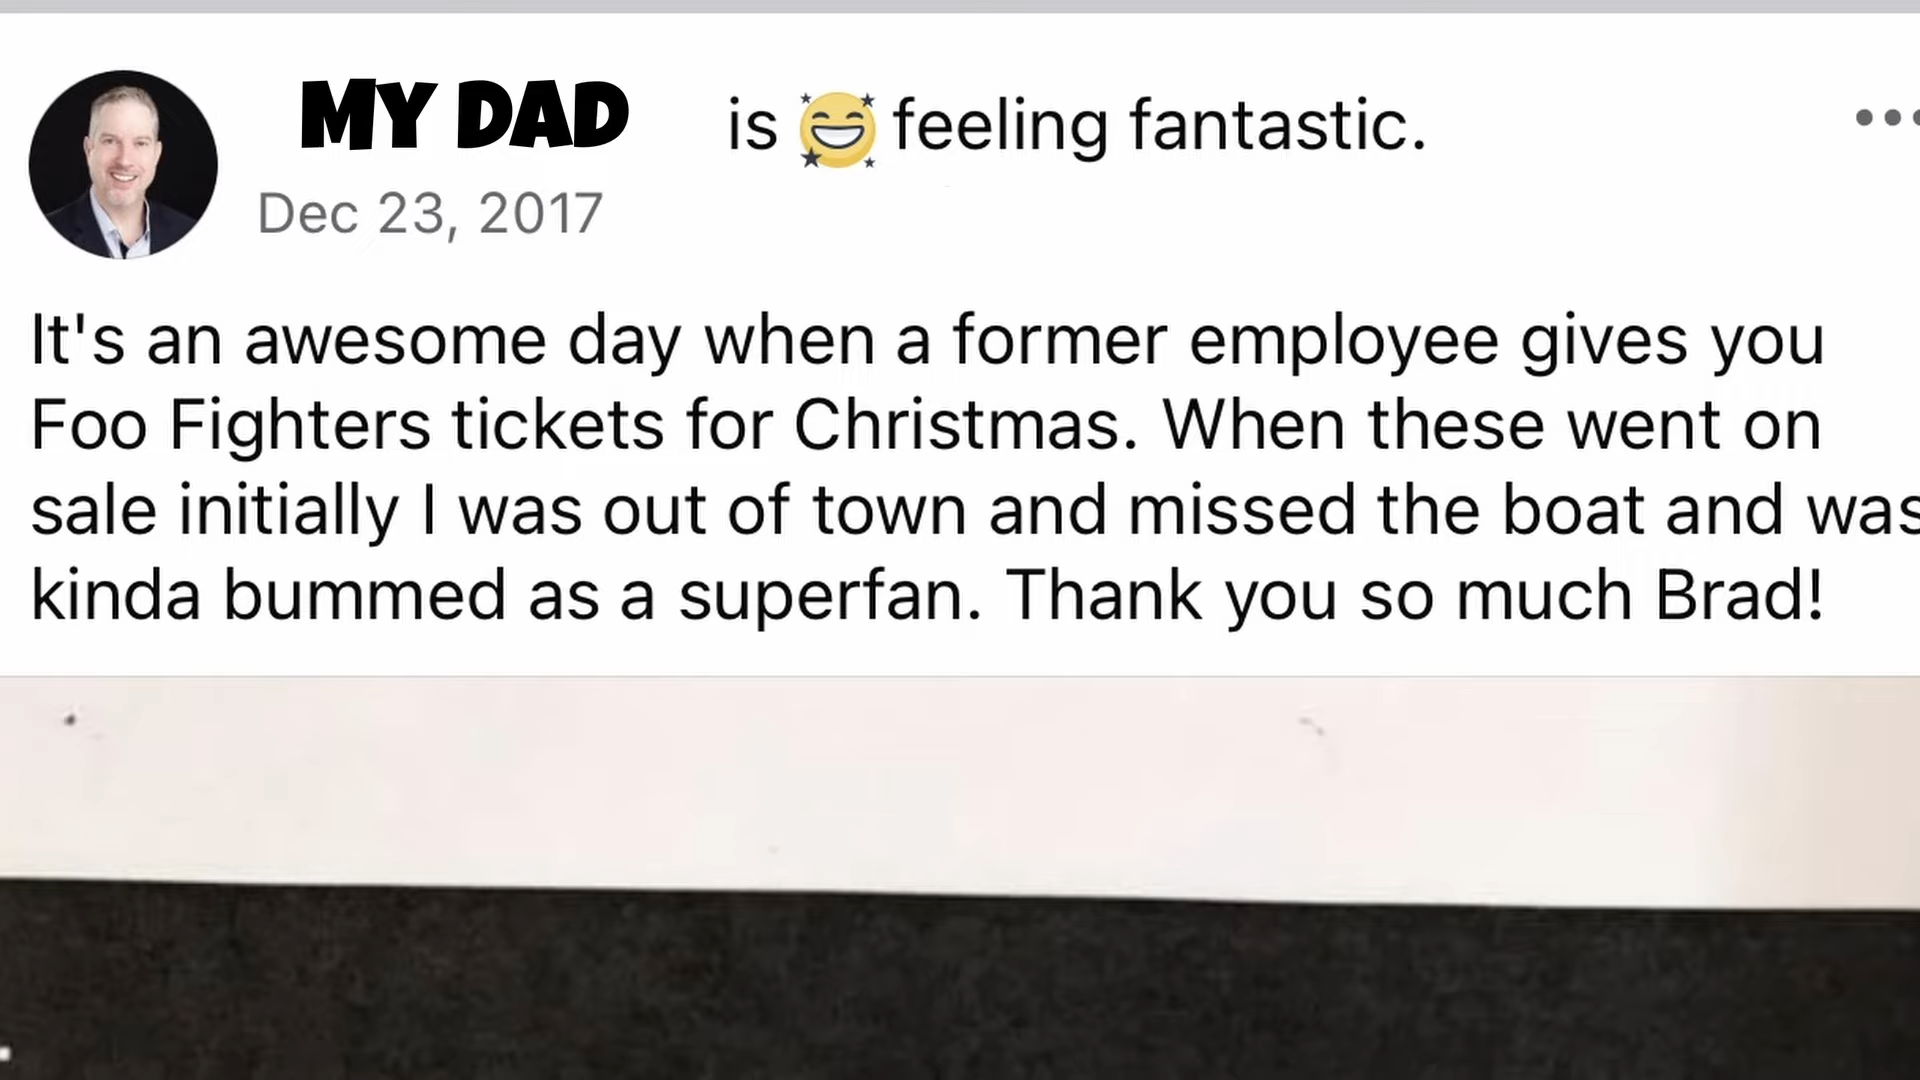 MY DAD is 😆 feeling fantastic.
Dec 23, 2017
It's an awesome day when a former employee gives you
Foo Fighters tickets for Christmas. When these went on
sale initially I was out of town and missed the boat and was
kinda bummed as a superfan. Thank you so much Brad!